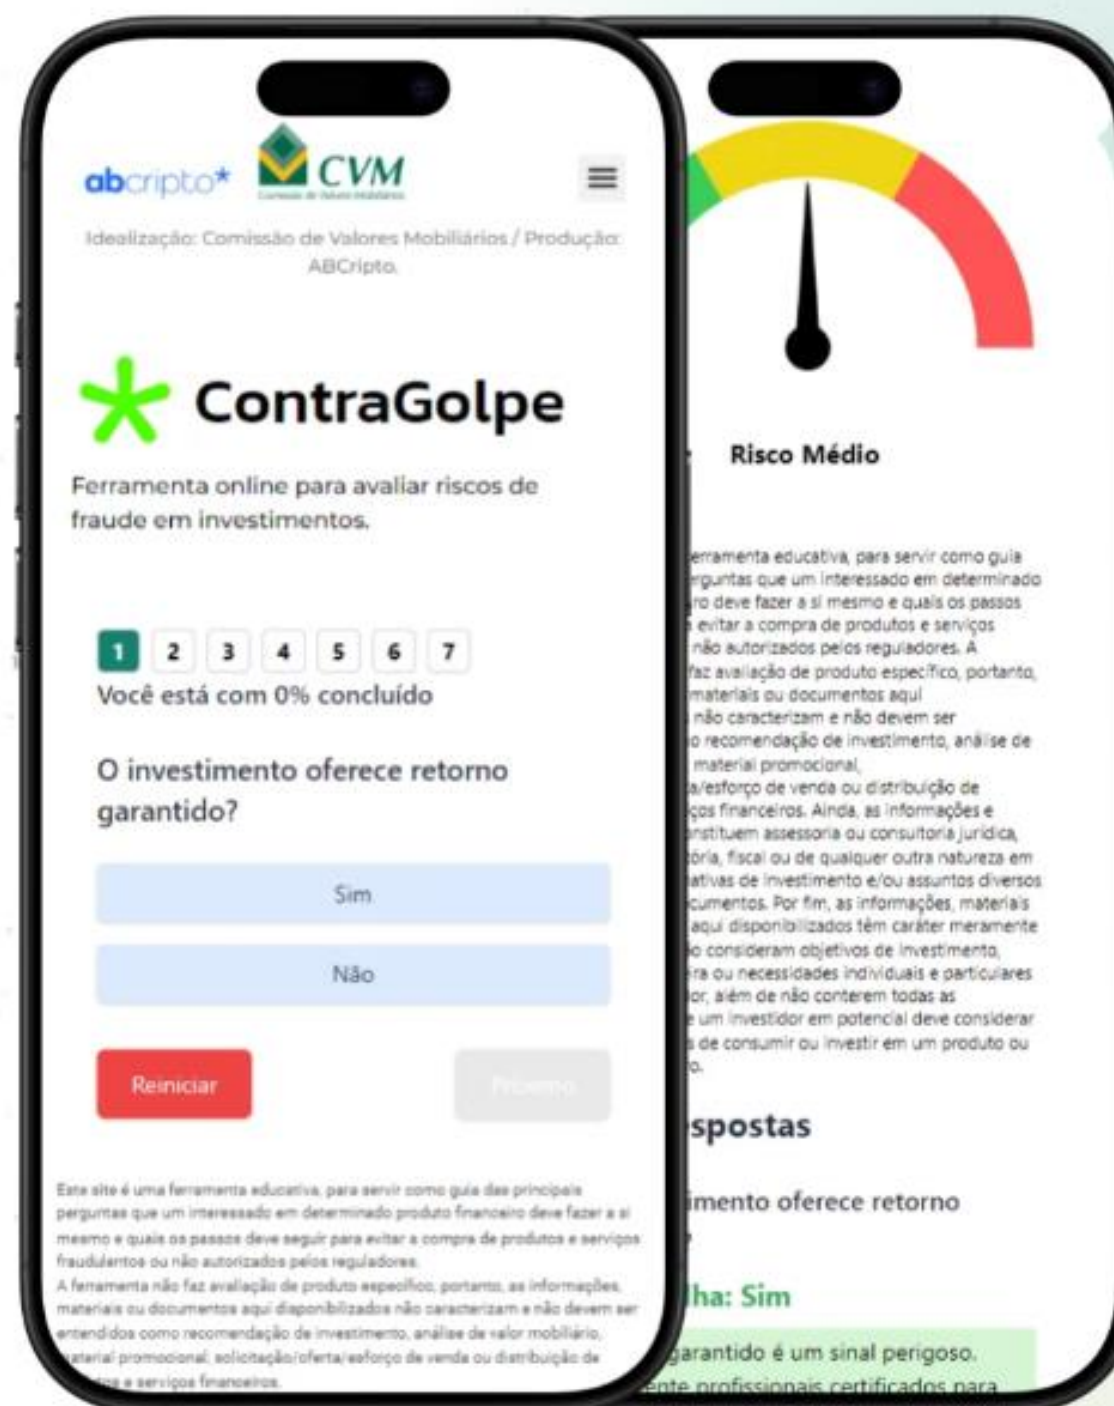 abcripto*
CVM
Comissão de Valores Mobiliários
Idealização: Comissão de Valores Mobiliários / Produção:
ABCripto.
ContraGolpe
Ferramenta online para avaliar riscos de
fraude em investimentos.
1 2 3 4 5 6 7
Você está com 0% concluído
O investimento oferece retorno
garantido?
Sim
Não
Reiniciar
Próximo
Este site é uma ferramenta educativa, para servir como guia das principais
perguntas que um interessado em determinado produto financeiro deve fazer a si
mesmo e quais os passos deve seguir para evitar a compra de produtos e serviços
fraudulentos ou não autorizados pelos reguladores.
A ferramenta não faz avaliação de produto específico, portanto, as informações,
materiais ou documentos aqui disponibilizados não caracterizam e não devem ser
entendidos como recomendação de investimento, análise de valor mobiliário,
material promocional, solicitação/oferta/esforço de venda ou distribuição de
e serviços financeiros.
Risco Médio
erramenta educativa, para servir como guia
erguntas que um interessado em determinado
ro deve fazer a si mesmo e quais os passos
evitar a compra de produtos e serviços
não autorizados pelos reguladores. A
faz avaliação de produto específico, portanto,
materiais ou documentos aqui
não caracterizam e não devem ser
o recomendação de investimento, análise de
material promocional,
a/esforço de venda ou distribuição de
ços financeiros. Ainda, as informações e
nstituem assessoria ou consultoria jurídica,
tória, fiscal ou de qualquer outra natureza em
ativas de investimento e/ou assuntos diversos
cumentos. Por fim, as informações, materiais
aqui disponibilizados têm caráter meramente
o consideram objetivos de investimento,
ra ou necessidades individuais e particulares
or, além de não conterem todas as
e um investidor em potencial deve considerar
s de consumir ou investir em um produto ou
o.
spostas
imento oferece retorno
lha: Sim
garantido é um sinal perigoso.
ente profissionais certificados para